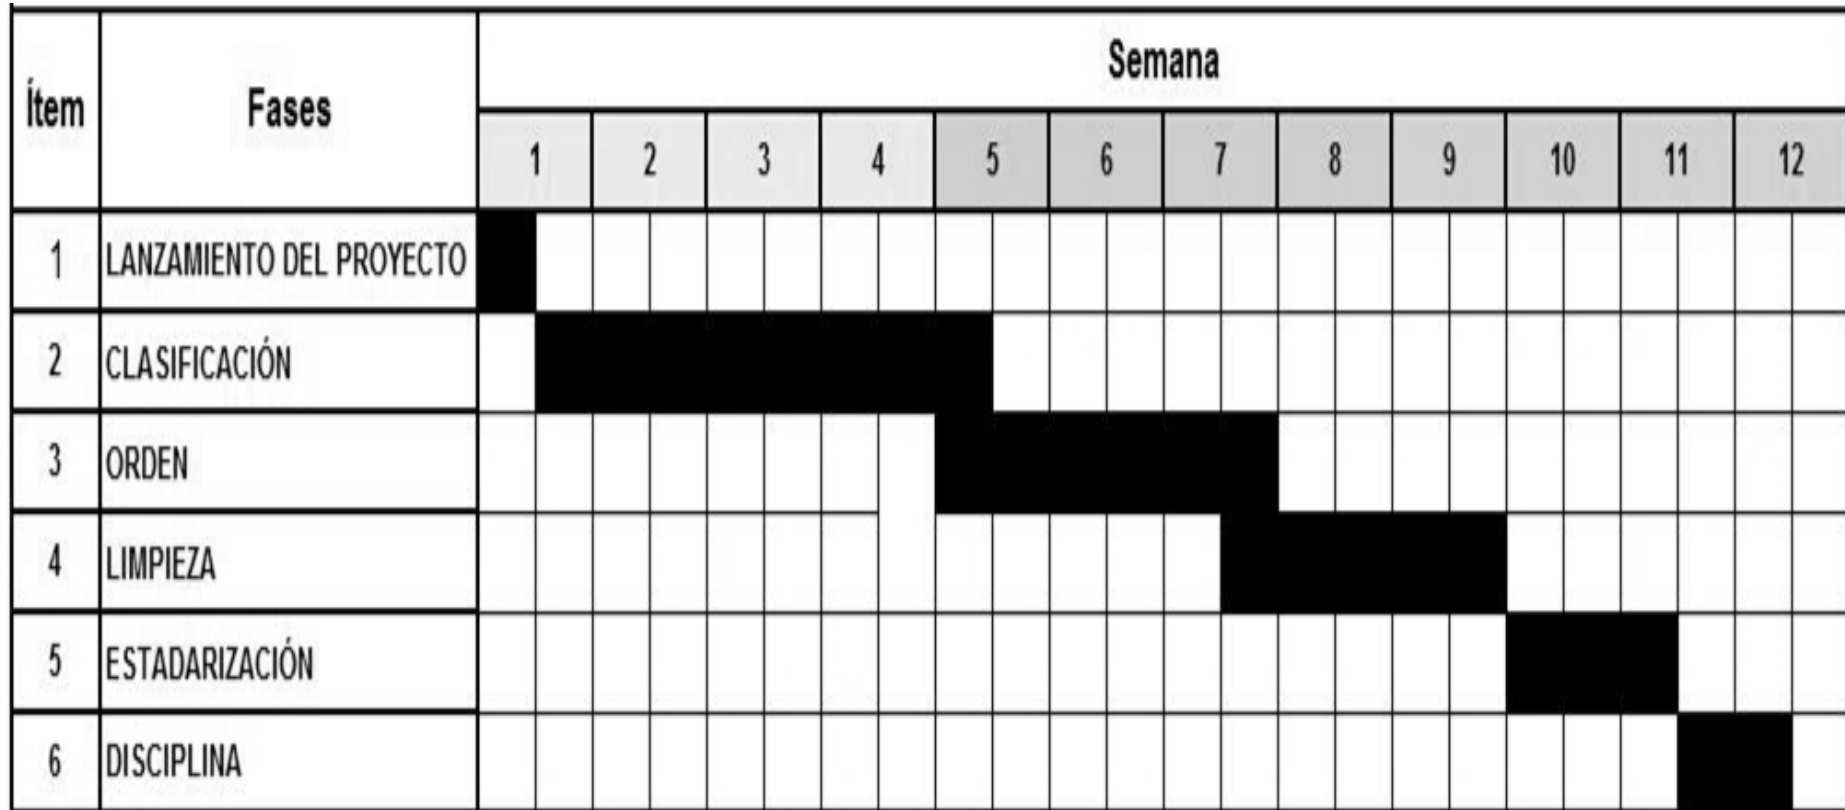 Ítem
Fases
Semana
1 2 3 4 5 6 7 8 9 10 11 12
1 LANZAMIENTO DEL PROYECTO
2 CLASIFICACIÓN
3 ORDEN
4 LIMPIEZA
5 ESTADARIZACIÓN
6 DISCIPLINA